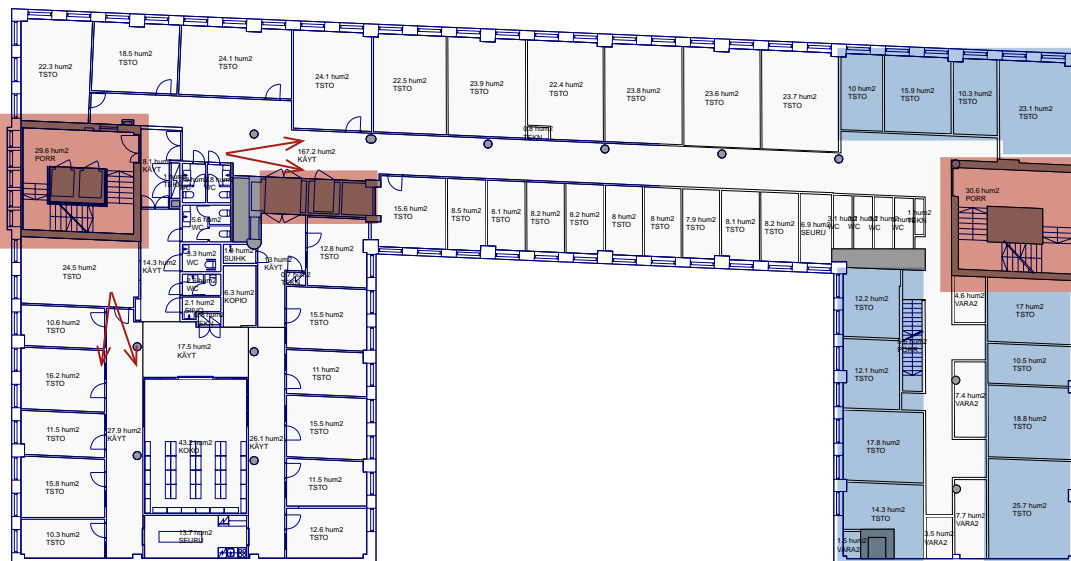 22.3 hum2
TSTO
18.5 hum2
TSTO
24.1 hum2
TSTO
24.1 hum2
TSTO
22.5 hum2
TSTO
23.9 hum2
TSTO
22.4 hum2
TSTO
23.8 hum2
TSTO
23.6 hum2
TSTO
23.7 hum2
TSTO
10 hum2
TSTO
15.9 hum2
TSTO
10.3 hum2
TSTO
23.1 hum2
TSTO
TEKN
29.6 hum2
PORR
8.1 hum2
KÄYT
167.2 hum2
KÄYT
WC
WC
5.6 hum2
WC
15.6 hum2
TSTO
8.5 hum2
TSTO
8.1 hum2
TSTO
8.2 hum2
TSTO
8.2 hum2
TSTO
8 hum2
TSTO
8 hum2
TSTO
7.9 hum2
TSTO
8.1 hum2
TSTO
8.2 hum2
TSTO
6.9 hum2
SEURU
WC
WC
WC
WC
1 hum2
TEKN
30.6 hum2
PORR
24.5 hum2
TSTO
14.3 hum2
KÄYT
3.3 hum2
WC
SUIHK
13 hum2
KÄYT
12.8 hum2
TSTO
WC
6.3 hum2
KOPIO
2.1 hum2
10.6 hum2
TSTO
15.5 hum2
TSTO
17.5 hum2
KÄYT
16.2 hum2
TSTO
11 hum2
TSTO
11.5 hum2
TSTO
27.9 hum2
KÄYT
KOKO
26.1 hum2
KÄYT
15.5 hum2
TSTO
15.8 hum2
TSTO
11.5 hum2
TSTO
10.3 hum2
TSTO
13.7 hum2
SEURU
12.6 hum2
TSTO
12.2 hum2
TSTO
PORR
4.6 hum2
VARA2
17 hum2
TSTO
12.1 hum2
TSTO
7.4 hum2
VARA2
10.5 hum2
TSTO
17.8 hum2
TSTO
18.8 hum2
TSTO
14.3 hum2
TSTO
VARA2
3.5 hum2
VARA2
7.7 hum2
VARA2
25.7 hum2
TSTO